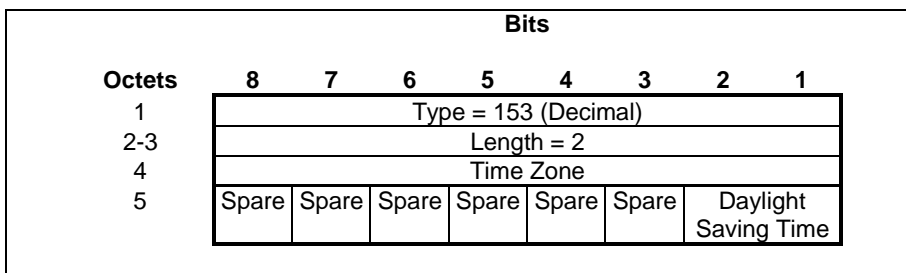 Bits
Octets 8 7 6 5 4 3 2 1
1 Type = 153 (Decimal)
2-3 Length = 2
4 Time Zone
5 Spare Spare Spare Spare Spare Spare Daylight
Saving Time